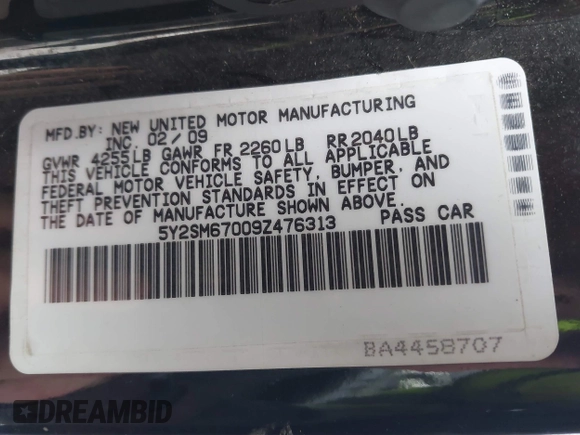 MFD.BY: NEW UNITED MOTOR MANUFACTURING
INC. 02/09
GVWR 4255LB GAWR FR 2260LB RR2040LB
THIS VEHICLE CONFORMS TO ALL APPLICABLE
FEDERAL MOTOR VEHICLE SAFETY, BUMPER, AND
THEFT PREVENTION STANDARDS IN EFFECT ON
THE DATE OF MANUFACTURE SHOWN ABOVE.
5Y2SM67009Z476313 PASS CAR
BA4458707
DREAMBID